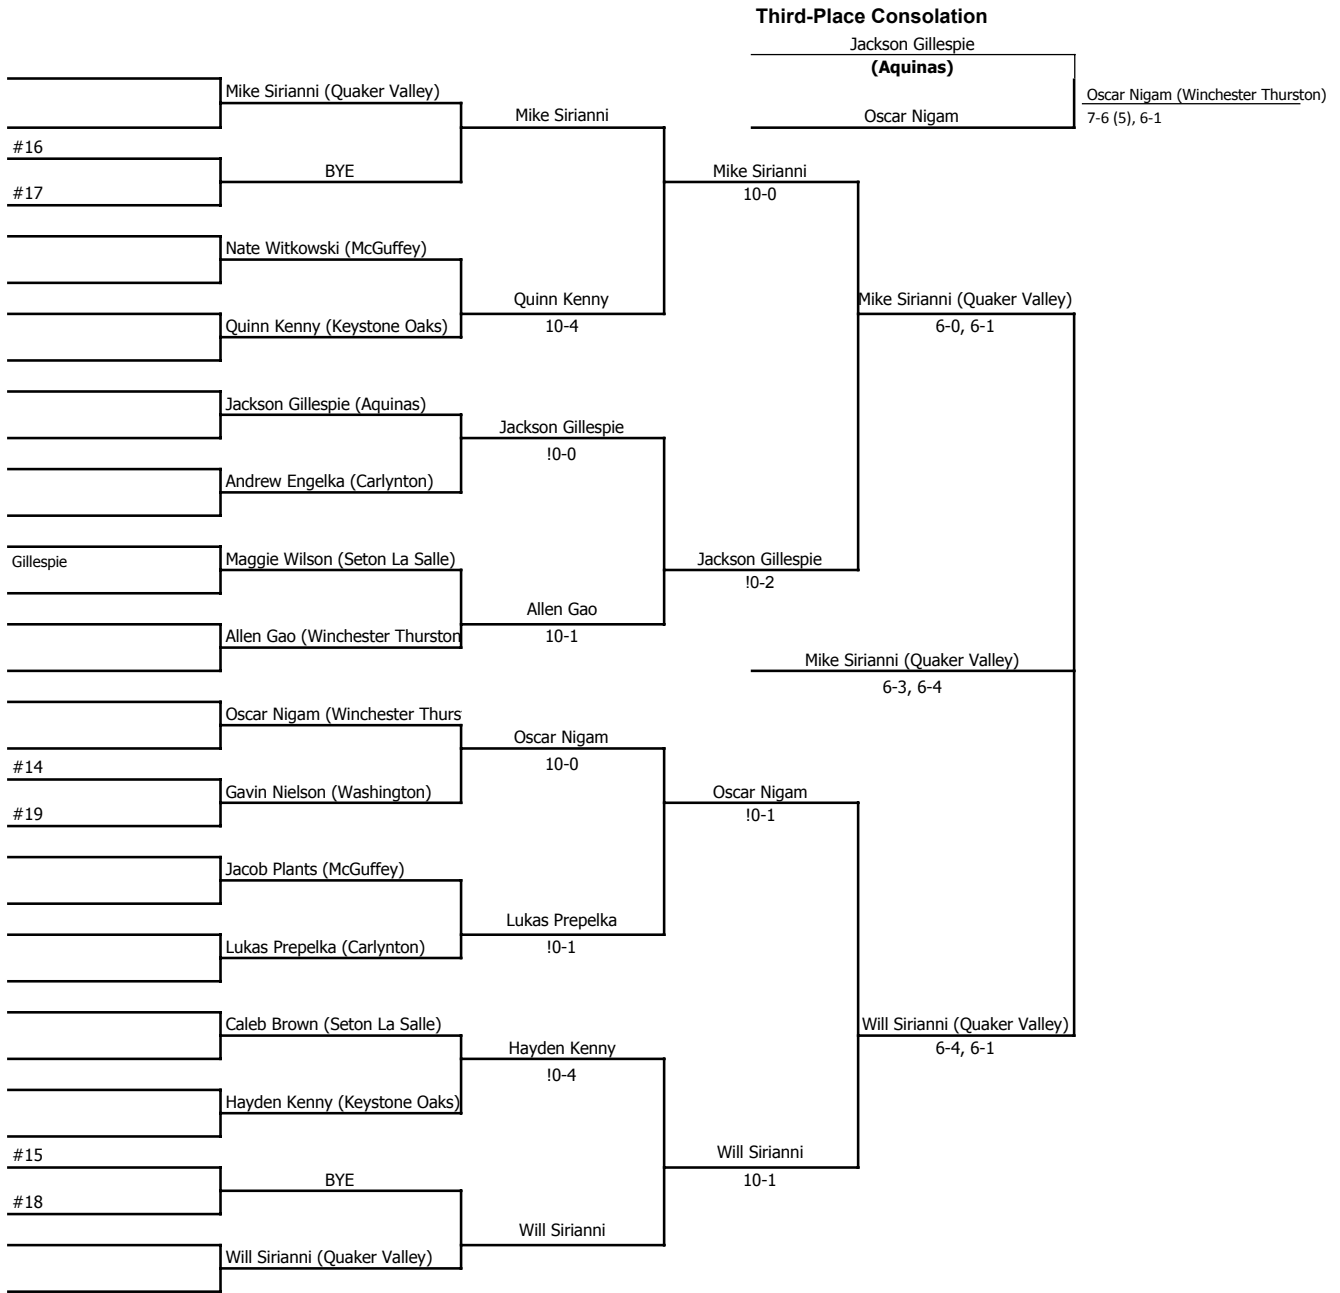 Third-Place Consolation
Jackson Gillespie
(Aquinas)
Oscar Nigam (Winchester Thurston)
7-6 (5), 6-1
Oscar Nigam
Mike Sirianni (Quaker Valley)
Mike Sirianni
#16
BYE
#17
Mike Sirianni
10-0
Nate Witkowski (McGuffey)
Quinn Kenny
10-4
Quinn Kenny (Keystone Oaks)
Mike Sirianni (Quaker Valley)
6-0, 6-1
Jackson Gillespie (Aquinas)
Jackson Gillespie
!0-0
Andrew Engelka (Carlynton)
Gillespie
Maggie Wilson (Seton La Salle)
Jackson Gillespie
!0-2
Allen Gao
10-1
Allen Gao (Winchester Thurston
Mike Sirianni (Quaker Valley)
6-3, 6-4
Oscar Nigam (Winchester Thurs
Oscar Nigam
10-0
#14
Gavin Nielson (Washington)
#19
Oscar Nigam
!0-1
Jacob Plants (McGuffey)
Lukas Prepelka
!0-1
Lukas Prepelka (Carlynton)
Caleb Brown (Seton La Salle)
Will Sirianni (Quaker Valley)
6-4, 6-1
Hayden Kenny
!0-4
Hayden Kenny (Keystone Oaks)
#15
Will Sirianni
10-1
BYE
#18
Will Sirianni
Will Sirianni (Quaker Valley)